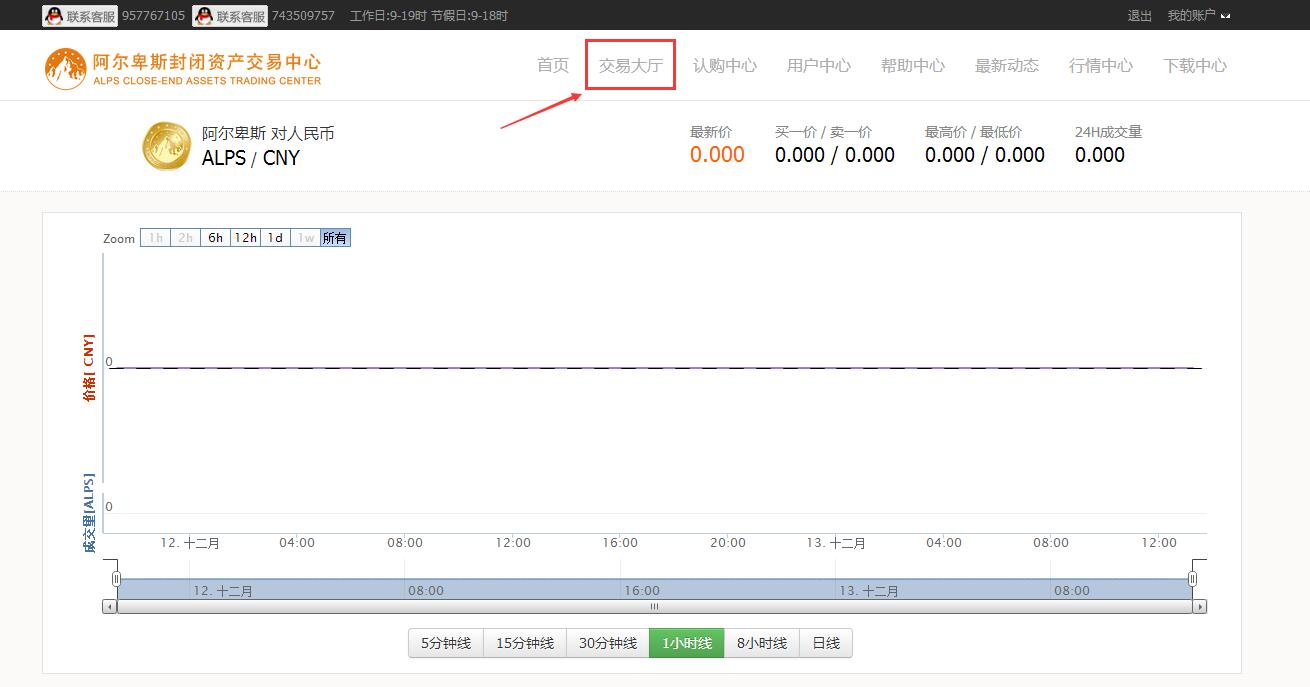 联系客服 957767105 联系客服 743509757 工作日:9-19时 节假日:9-18时 退出 我的账户
阿尔卑斯封闭资产交易中心
ALPS CLOSE-END ASSETS TRADING CENTER
首页 交易大厅 认购中心 用户中心 帮助中心 最新动态 行情中心 下载中心
阿尔卑斯 对人民币
ALPS / CNY
最新价 买一价 / 卖一价 最高价 / 最低价 24H成交量
0.000 0.000 / 0.000 0.000 / 0.000 0.000
Zoom 1h 2h 6h 12h 1d 1w 所有
价格[ CNY]
0
成交量[ALPS]
0
12. 十二月 04:00 08:00 12:00 16:00 20:00 13. 十二月 04:00 08:00 12:00
12. 十二月 08:00 16:00 13. 十二月 08:00
5分钟线 15分钟线 30分钟线 1小时线 8小时线 日线